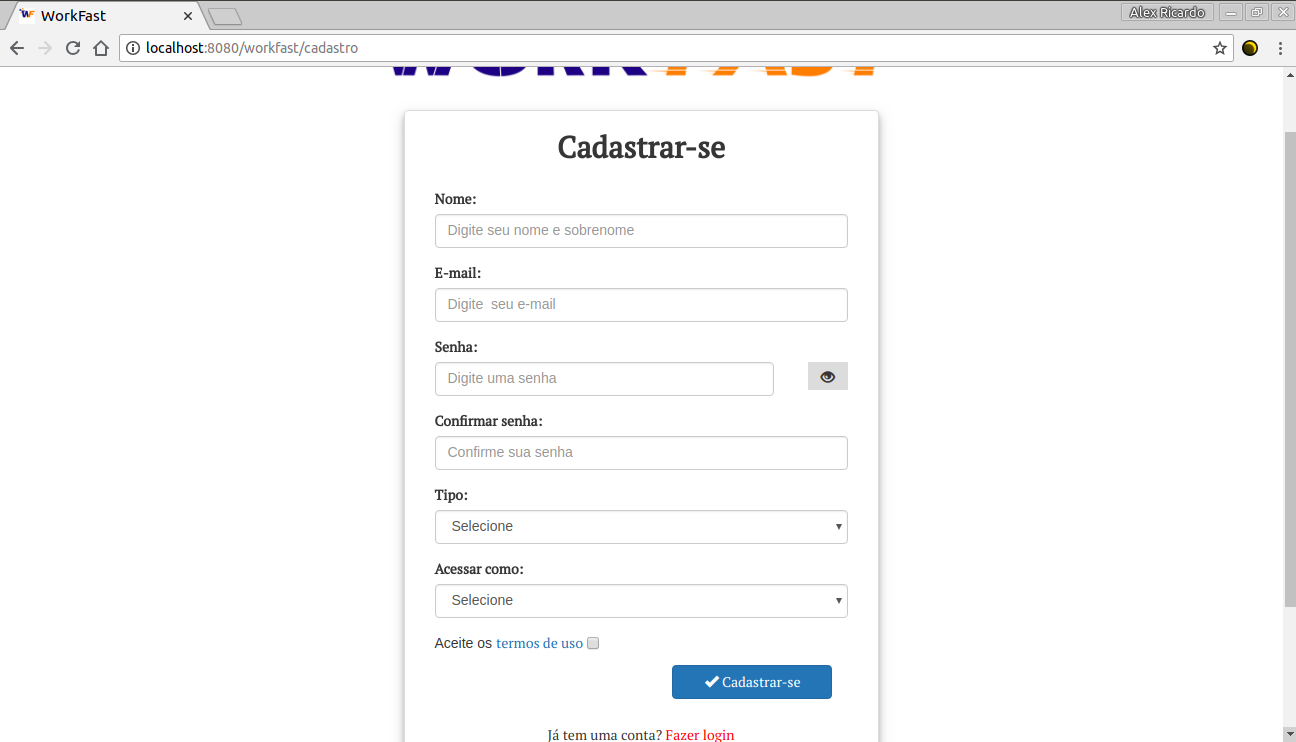 WorkFast
Alex Ricardo
localhost:8080/workfast/cadastro
WORKFAST
Cadastrar-se
Nome:
Digite seu nome e sobrenome
E-mail:
Digite  seu e-mail
Senha:
Digite uma senha
Confirmar senha:
Confirme sua senha
Tipo:
Selecione
Acessar como:
Selecione
Aceite os termos de uso
Cadastrar-se
Já tem uma conta? Fazer login